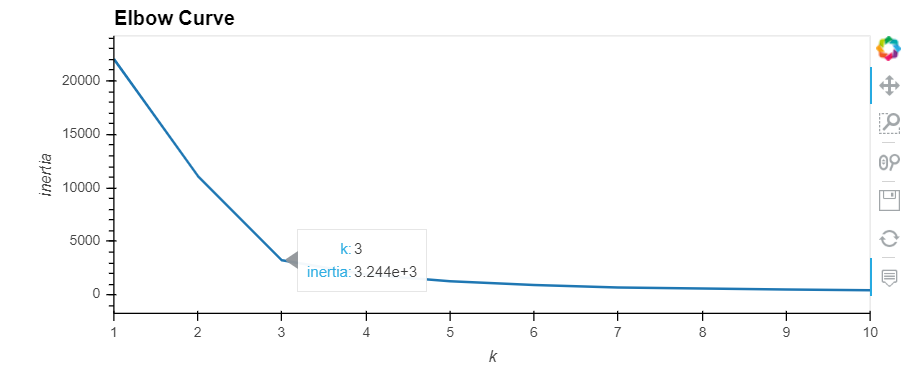 Elbow Curve
20000
15000
10000
5000
0
inertia
k: 3
inertia: 3.244e+3
1 2 3 4 5 6 7 8 9 10
k